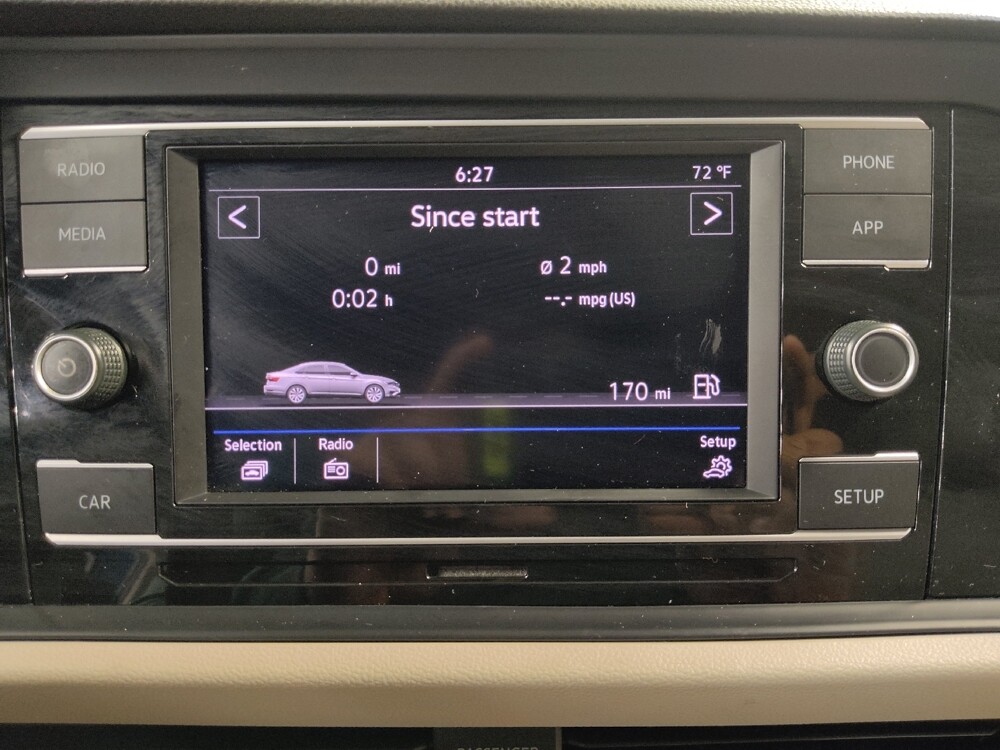 RADIO
MEDIA
6:27
72 °F
<
Since start
>
0 mi
ø 2 mph
0:02 h
--.- mpg (US)
170 mi
Selection
Radio
Setup
PHONE
APP
CAR
SETUP
PASSENGER